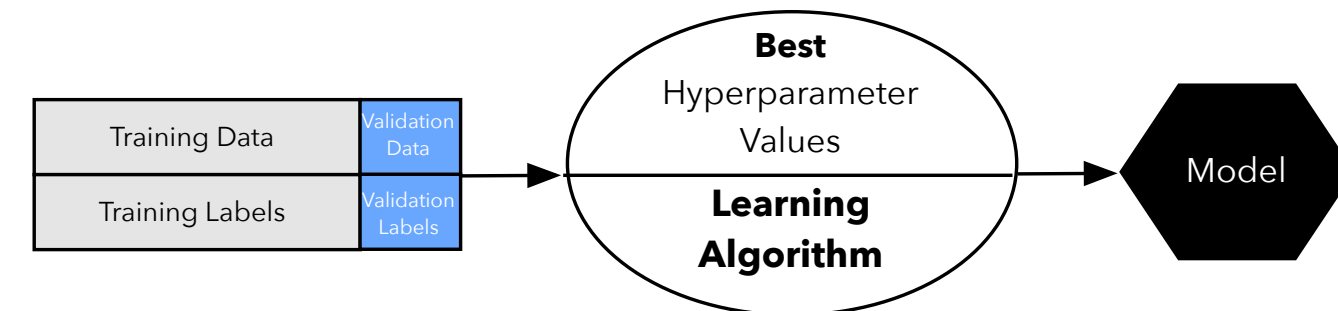 Training Data
Validation
Data
Training Labels
Validation
Labels
Best
Hyperparameter
Values
Learning
Algorithm
Model